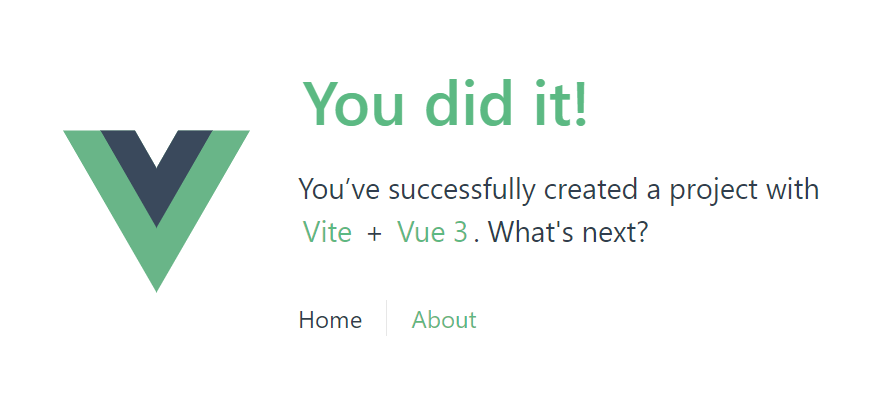 You did it!
You’ve successfully created a project with
Vite + Vue 3. What's next?
Home About